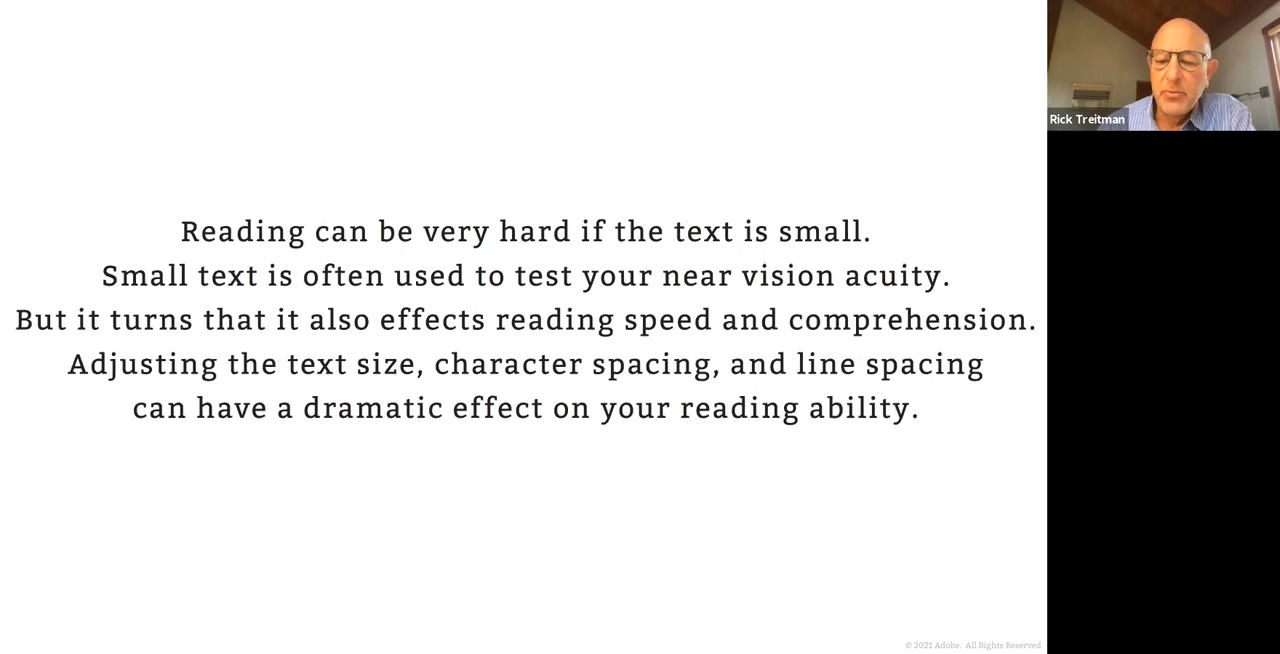 Reading can be very hard if the text is small.
Small text is often used to test your near vision acuity.
But it turns that it also effects reading speed and comprehension.
Adjusting the text size, character spacing, and line spacing
can have a dramatic effect on your reading ability.
© 2021 Adobe. All Rights Reserved
Rick Treitman